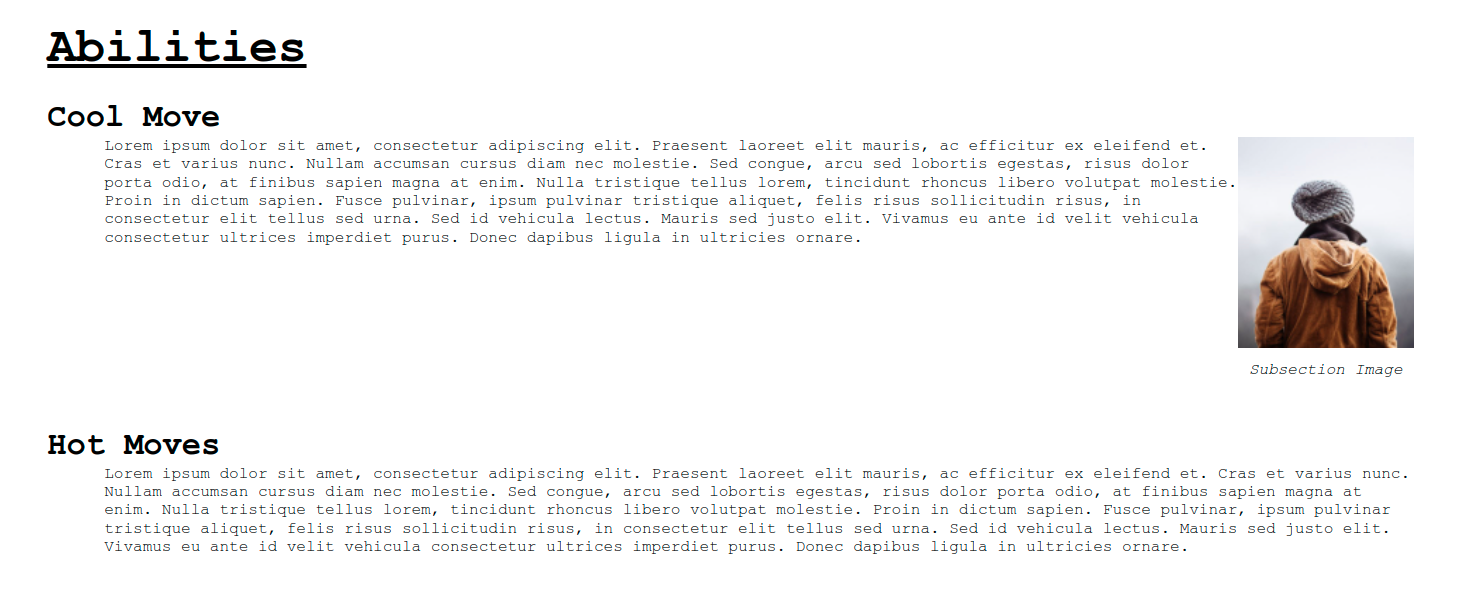 Abilities
Cool Move
Lorem ipsum dolor sit amet, consectetur adipiscing elit. Praesent laoreet elit mauris, ac efficitur ex eleifend et.
Cras et varius nunc. Nullam accumsan cursus diam nec molestie. Sed congue, arcu sed lobortis egestas, risus dolor
porta odio, at finibus sapien magna at enim. Nulla tristique tellus lorem, tincidunt rhoncus libero volutpat molestie.
Proin in dictum sapien. Fusce pulvinar, ipsum pulvinar tristique aliquet, felis risus sollicitudin risus, in
consectetur elit tellus sed urna. Sed id vehicula lectus. Mauris sed justo elit. Vivamus eu ante id velit vehicula
consectetur ultrices imperdiet purus. Donec dapibus ligula in ultricies ornare.
Subsection Image
Hot Moves
Lorem ipsum dolor sit amet, consectetur adipiscing elit. Praesent laoreet elit mauris, ac efficitur ex eleifend et. Cras et varius nunc.
Nullam accumsan cursus diam nec molestie. Sed congue, arcu sed lobortis egestas, risus dolor porta odio, at finibus sapien magna at
enim. Nulla tristique tellus lorem, tincidunt rhoncus libero volutpat molestie. Proin in dictum sapien. Fusce pulvinar, ipsum pulvinar
tristique aliquet, felis risus sollicitudin risus, in consectetur elit tellus sed urna. Sed id vehicula lectus. Mauris sed justo elit.
Vivamus eu ante id velit vehicula consectetur ultrices imperdiet purus. Donec dapibus ligula in ultricies ornare.